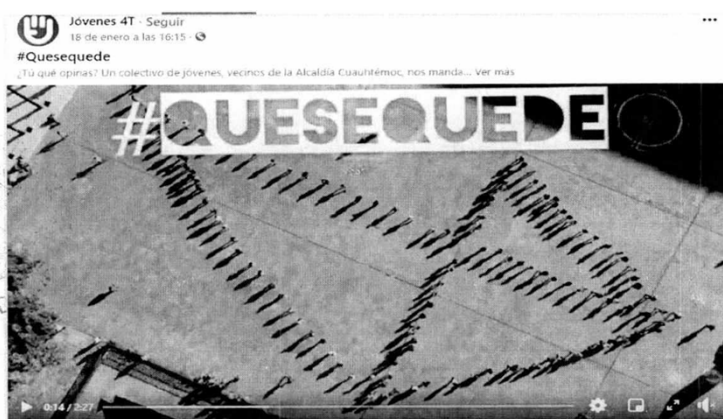 Jóvenes 4T · Seguir
18 de enero a las 16:15 ·
#Quesequede
¿Tú qué opinas? Un colectivo de jóvenes, vecinos de la Alcaldía Cuauhtémoc, nos manda... Ver más
#QUESEQUEDE
0:14 / 2:27